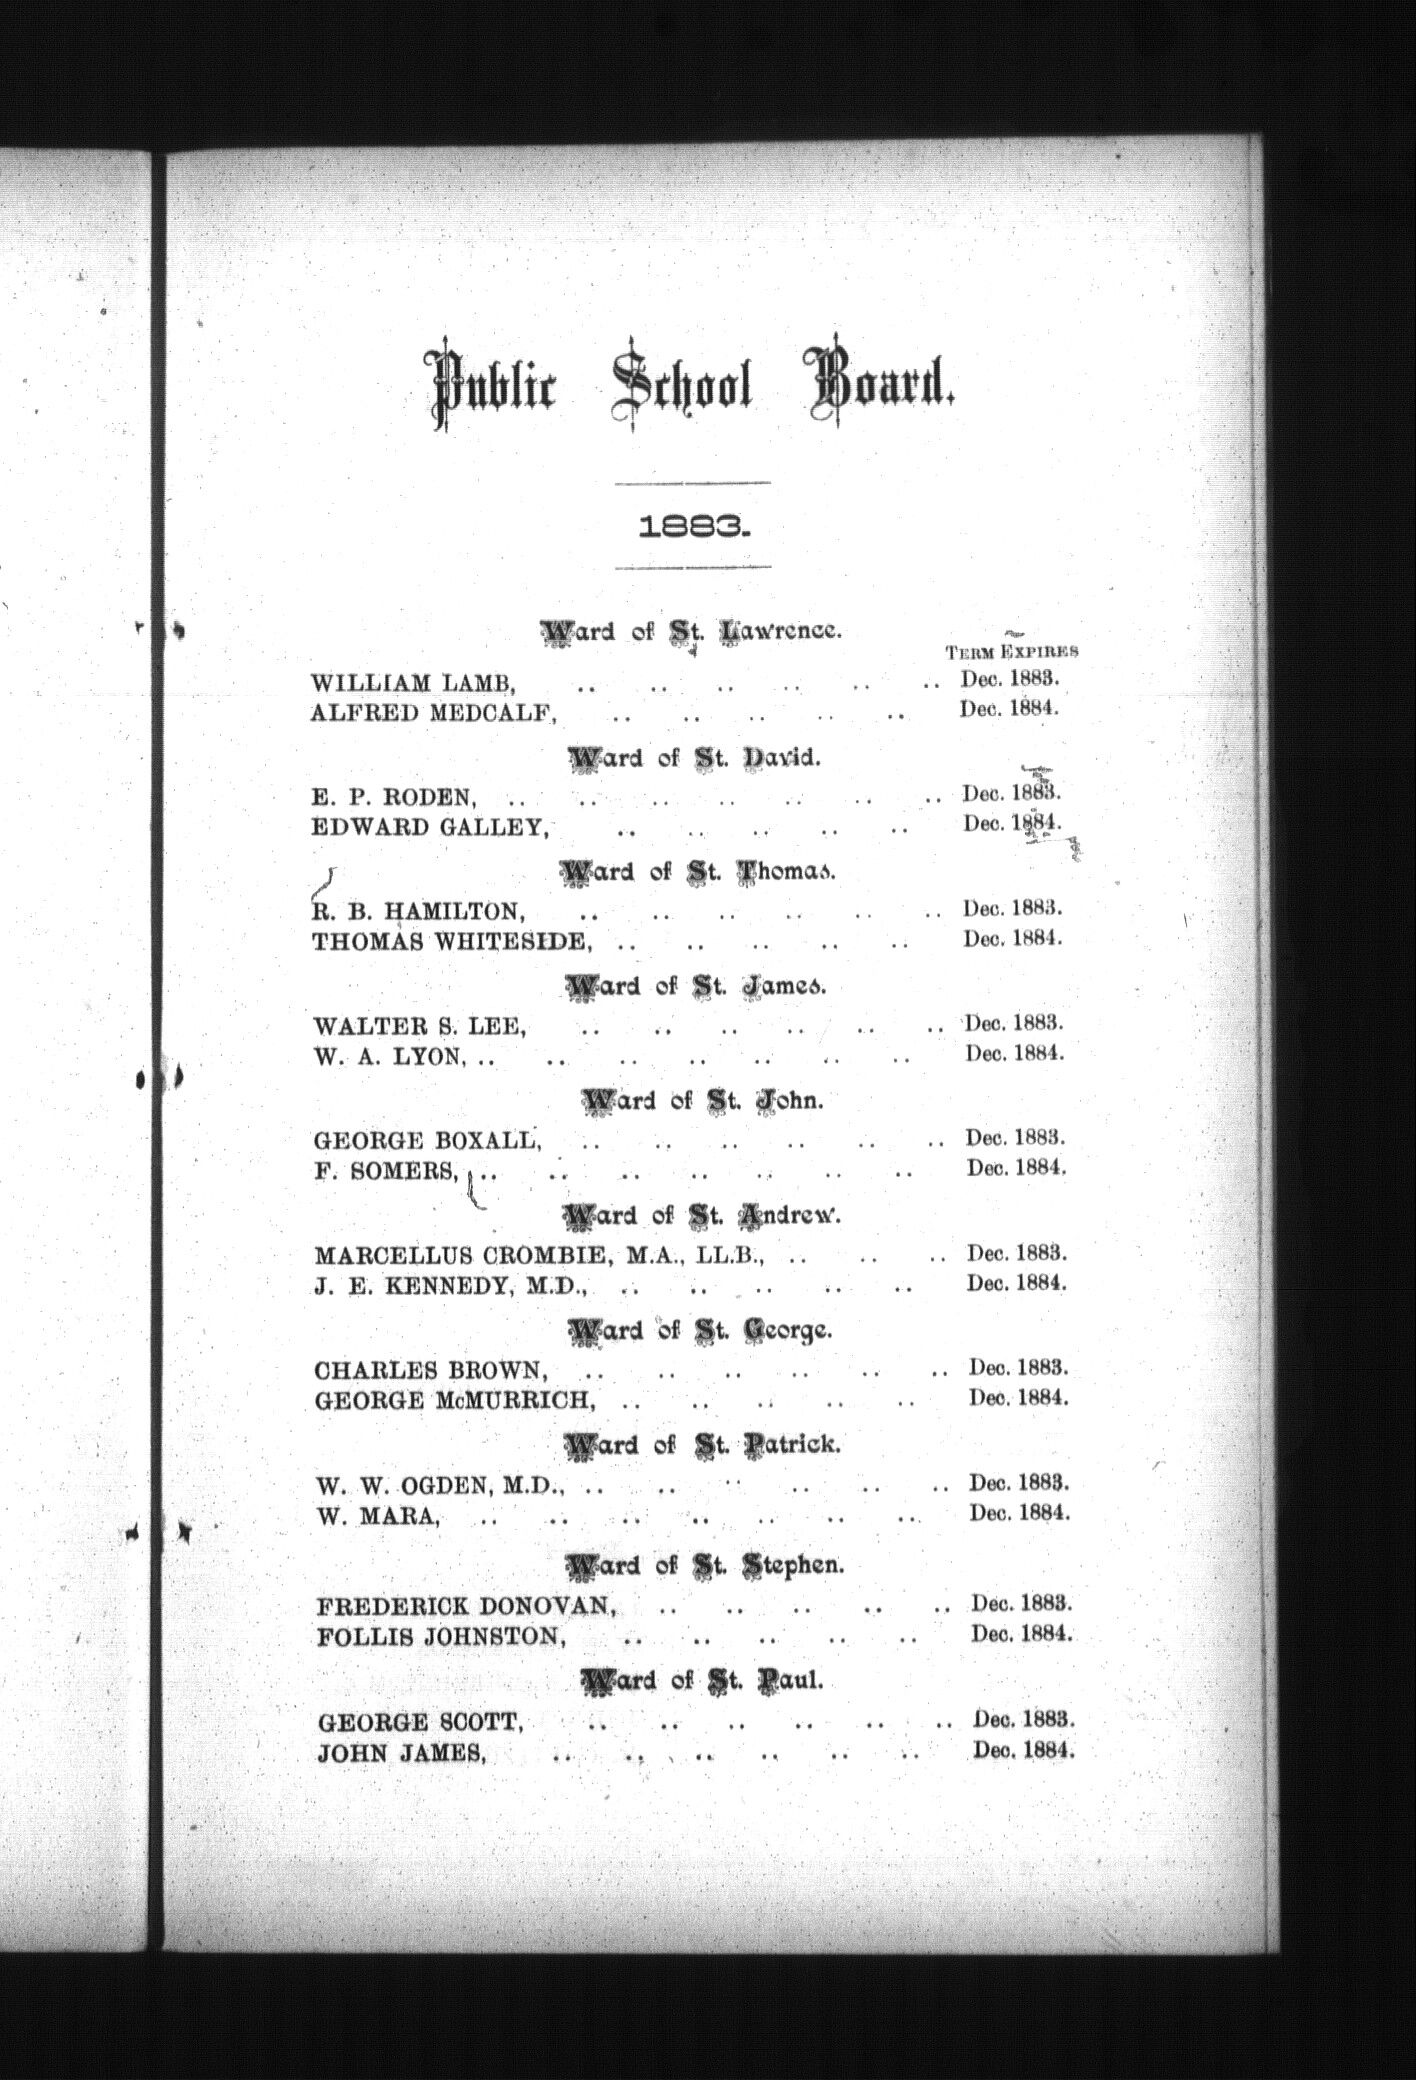 Public School Board.
1883.
Ward of St. Lawrence.
TERM EXPIRES
WILLIAM LAMB, .. .. .. .. .. .. Dec. 1883.
ALFRED MEDCALF, .. .. .. .. .. Dec. 1884.
Ward of St. David.
E. P. RODEN, .. .. .. .. .. .. .. Dec. 1883.
EDWARD GALLEY, .. .. .. .. .. Dec. 1884.
Ward of St. Thomas.
R. B. HAMILTON, .. .. .. .. .. .. Dec. 1883.
THOMAS WHITESIDE, .. .. .. .. .. Dec. 1884.
Ward of St. James.
WALTER S. LEE, .. .. .. .. .. .. Dec. 1883.
W. A. LYON, .. .. .. .. .. .. .. Dec. 1884.
Ward of St. John.
GEORGE BOXALL, .. .. .. .. .. .. Dec. 1883.
F. SOMERS, .. .. .. .. .. .. .. Dec. 1884.
Ward of St. Andrew.
MARCELLUS CROMBIE, M.A., LL.B., .. .. .. Dec. 1883.
J. E. KENNEDY, M.D., .. .. .. .. .. Dec. 1884.
Ward of St. George.
CHARLES BROWN, .. .. .. .. .. .. Dec. 1883.
GEORGE McMURRICH, .. .. .. .. .. Dec. 1884.
Ward of St. Patrick.
W. W. OGDEN, M.D., .. .. .. .. .. .. Dec. 1883.
W. MARA, .. .. .. .. .. .. .. Dec. 1884.
Ward of St. Stephen.
FREDERICK DONOVAN, .. .. .. .. .. Dec. 1883.
FOLLIS JOHNSTON, .. .. .. .. .. Dec. 1884.
Ward of St. Paul.
GEORGE SCOTT, .. .. .. .. .. .. Dec. 1883.
JOHN JAMES, .. .. .. .. .. .. Dec. 1884.